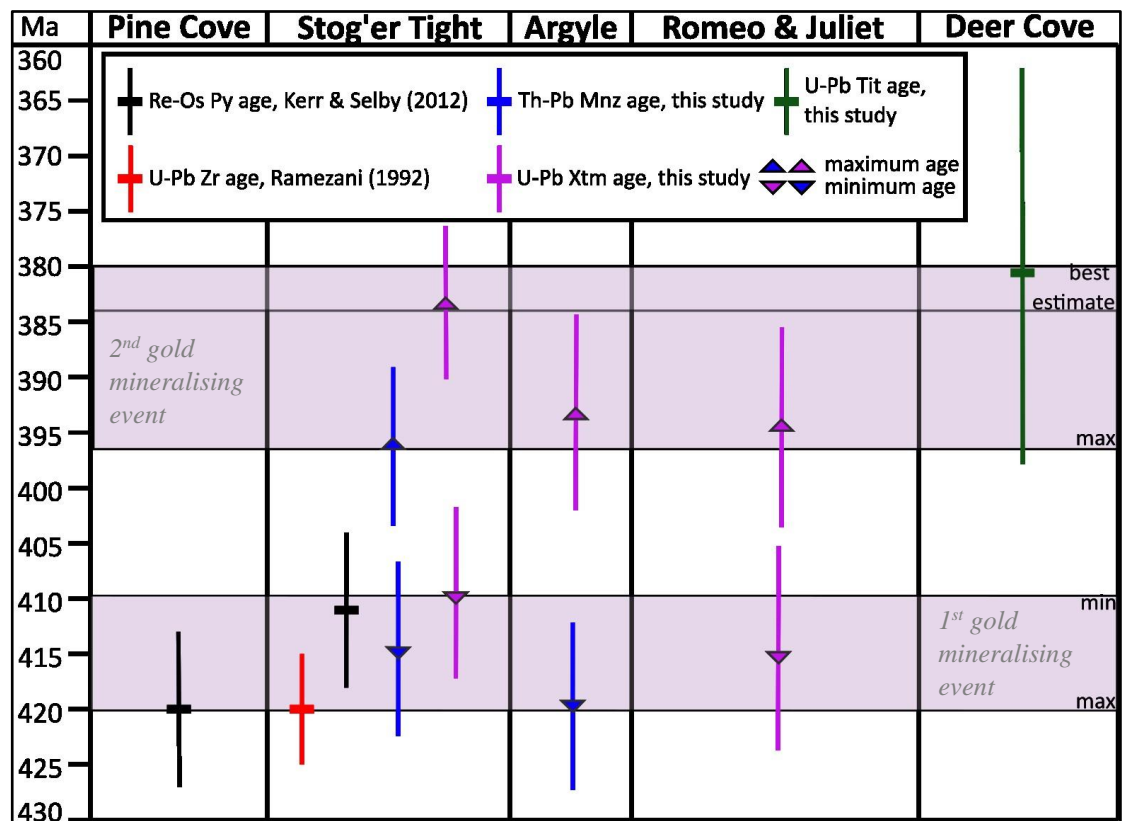 Ma Pine Cove Stog'er Tight Argyle Romeo & Juliet Deer Cove
360
365
370
375
380
385
390
395
400
405
410
415
420
425
430
Re-Os Py age, Kerr & Selby (2012)
Th-Pb Mnz age, this study
U-Pb Tit age,
this study
U-Pb Zr age, Ramezani (1992)
U-Pb Xtm age, this study
maximum age
minimum age
best
estimate
2nd gold
mineralising
event
max
min
1st gold
mineralising
event
max